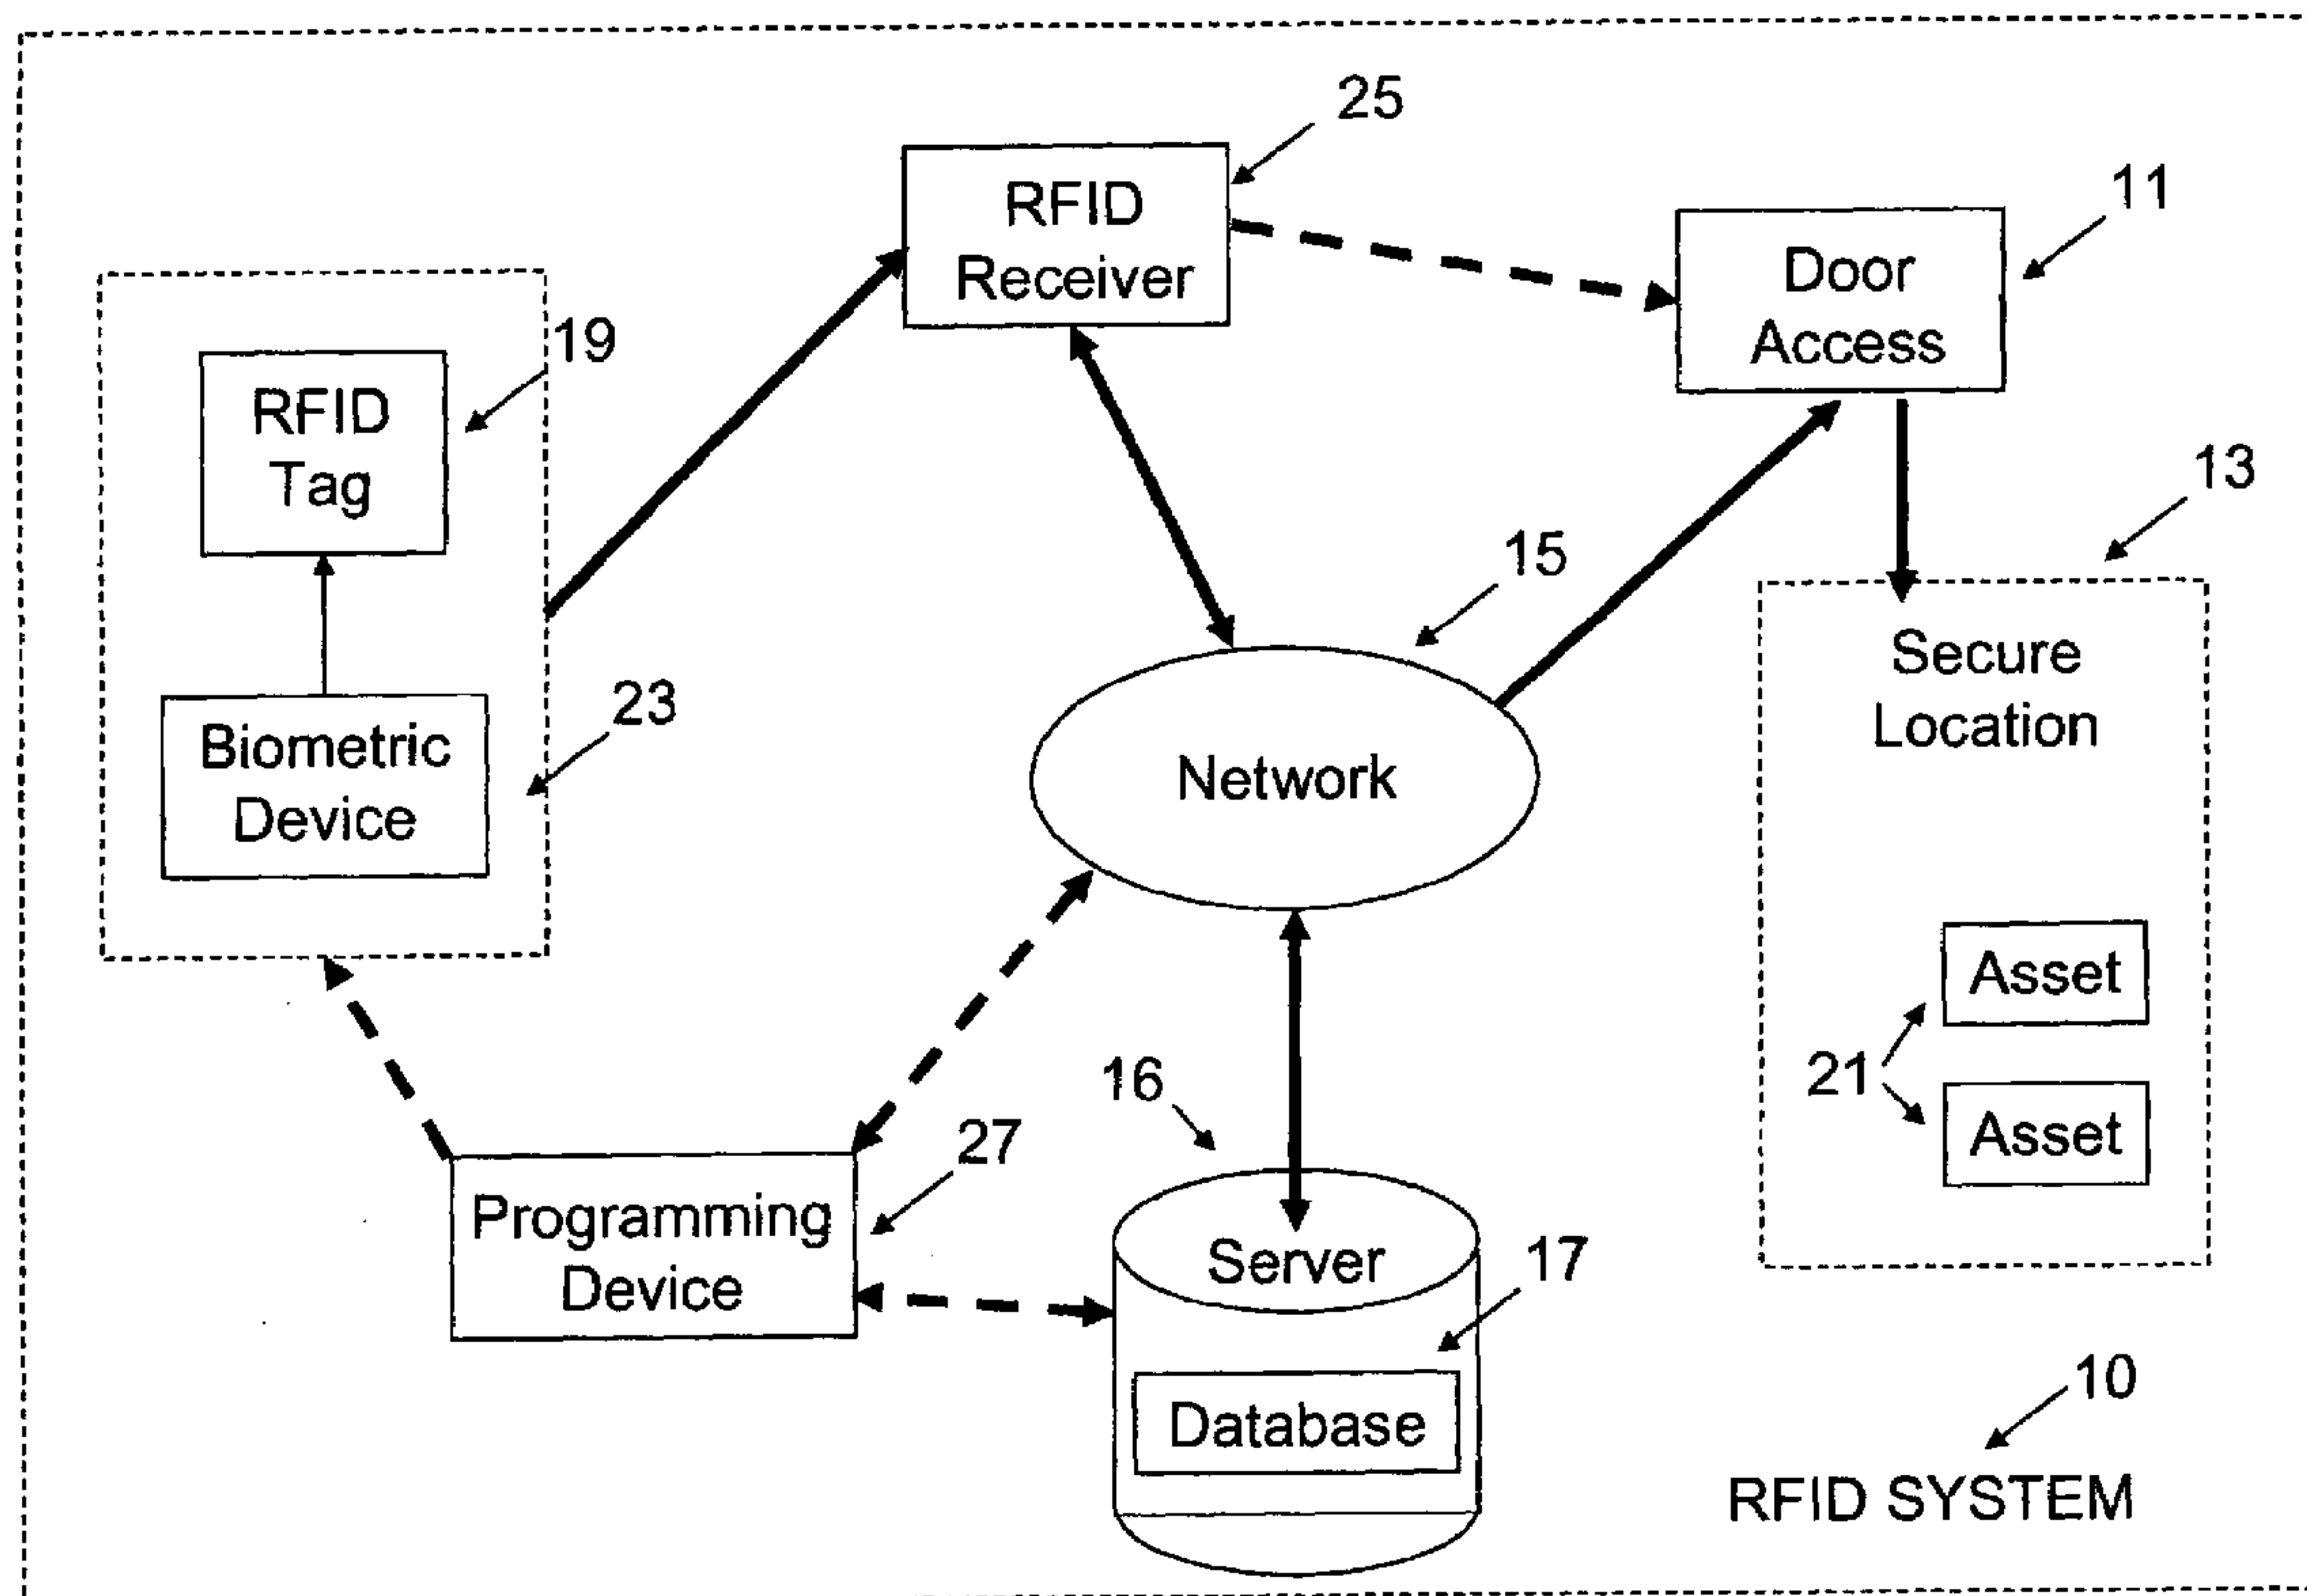 25
RFID
Receiver
11
Door
Access
19
RFID
Tag
13
15
Secure
Location
23
Biometric
Device
Network
Asset
21
Asset
16
27
Programming
Device
Server
17
Database
10
RFID SYSTEM